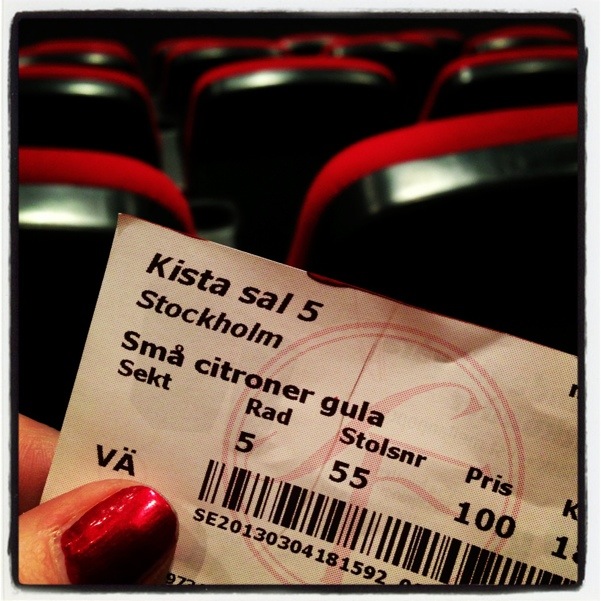 Kista sal 5
Stockholm
Små citroner gula
Sekt Rad Stolsnr Pris
VÄ 5 55 100
SE20130304181592